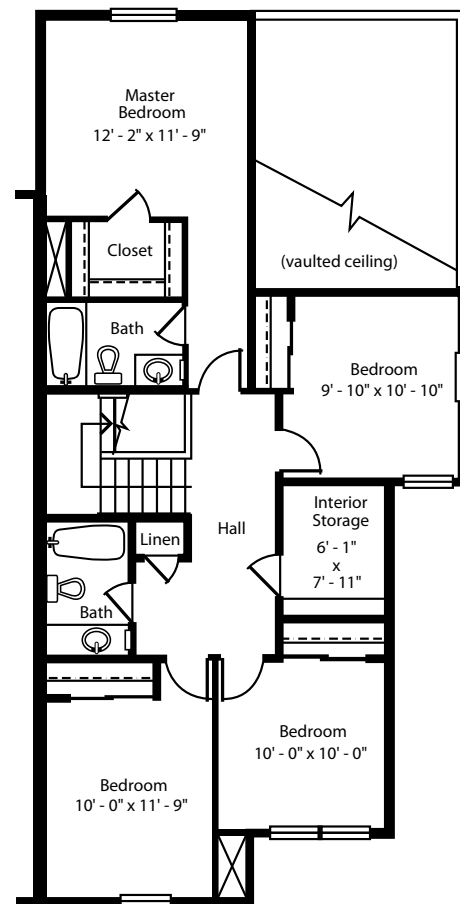 Master
Bedroom
12' - 2" x 11' - 9"
Closet
(vaulted ceiling)
Bath
Bedroom
9' - 10" x 10' - 10"
Interior
Storage
6' - 1"
x
7' - 11"
Hall
Linen
Bath
Bedroom
10' - 0" x 10' - 0"
Bedroom
10' - 0" x 11' - 9"